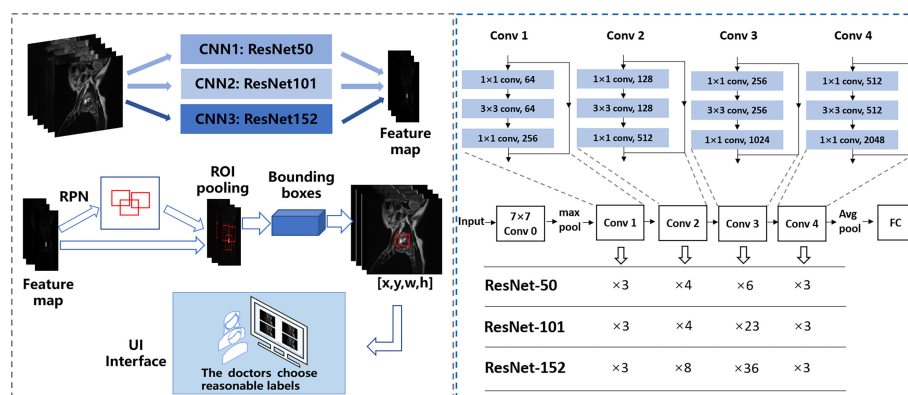 CNN1: ResNet50
CNN2: ResNet101
CNN3: ResNet152
Feature
map
RPN
ROI
pooling
Bounding
boxes
Feature
map
[x,y,w,h]
UI
Interface
The doctors choose
reasonable labels
Conv 1
Conv 2
Conv 3
Conv 4
1×1 conv, 64
3×3 conv, 64
1×1 conv, 256
1×1 conv, 128
3×3 conv, 128
1×1 conv, 512
1×1 conv, 256
3×3 conv, 256
1×1 conv, 1024
1×1 conv, 512
3×3 conv, 512
1×1 conv, 2048
Input
7×7
Conv 0
max
pool
Conv 1
Conv 2
Conv 3
Conv 4
Avg
pool
FC
ResNet-50 ×3 ×4 ×6 ×3
ResNet-101 ×3 ×4 ×23 ×3
ResNet-152 ×3 ×8 ×36 ×3